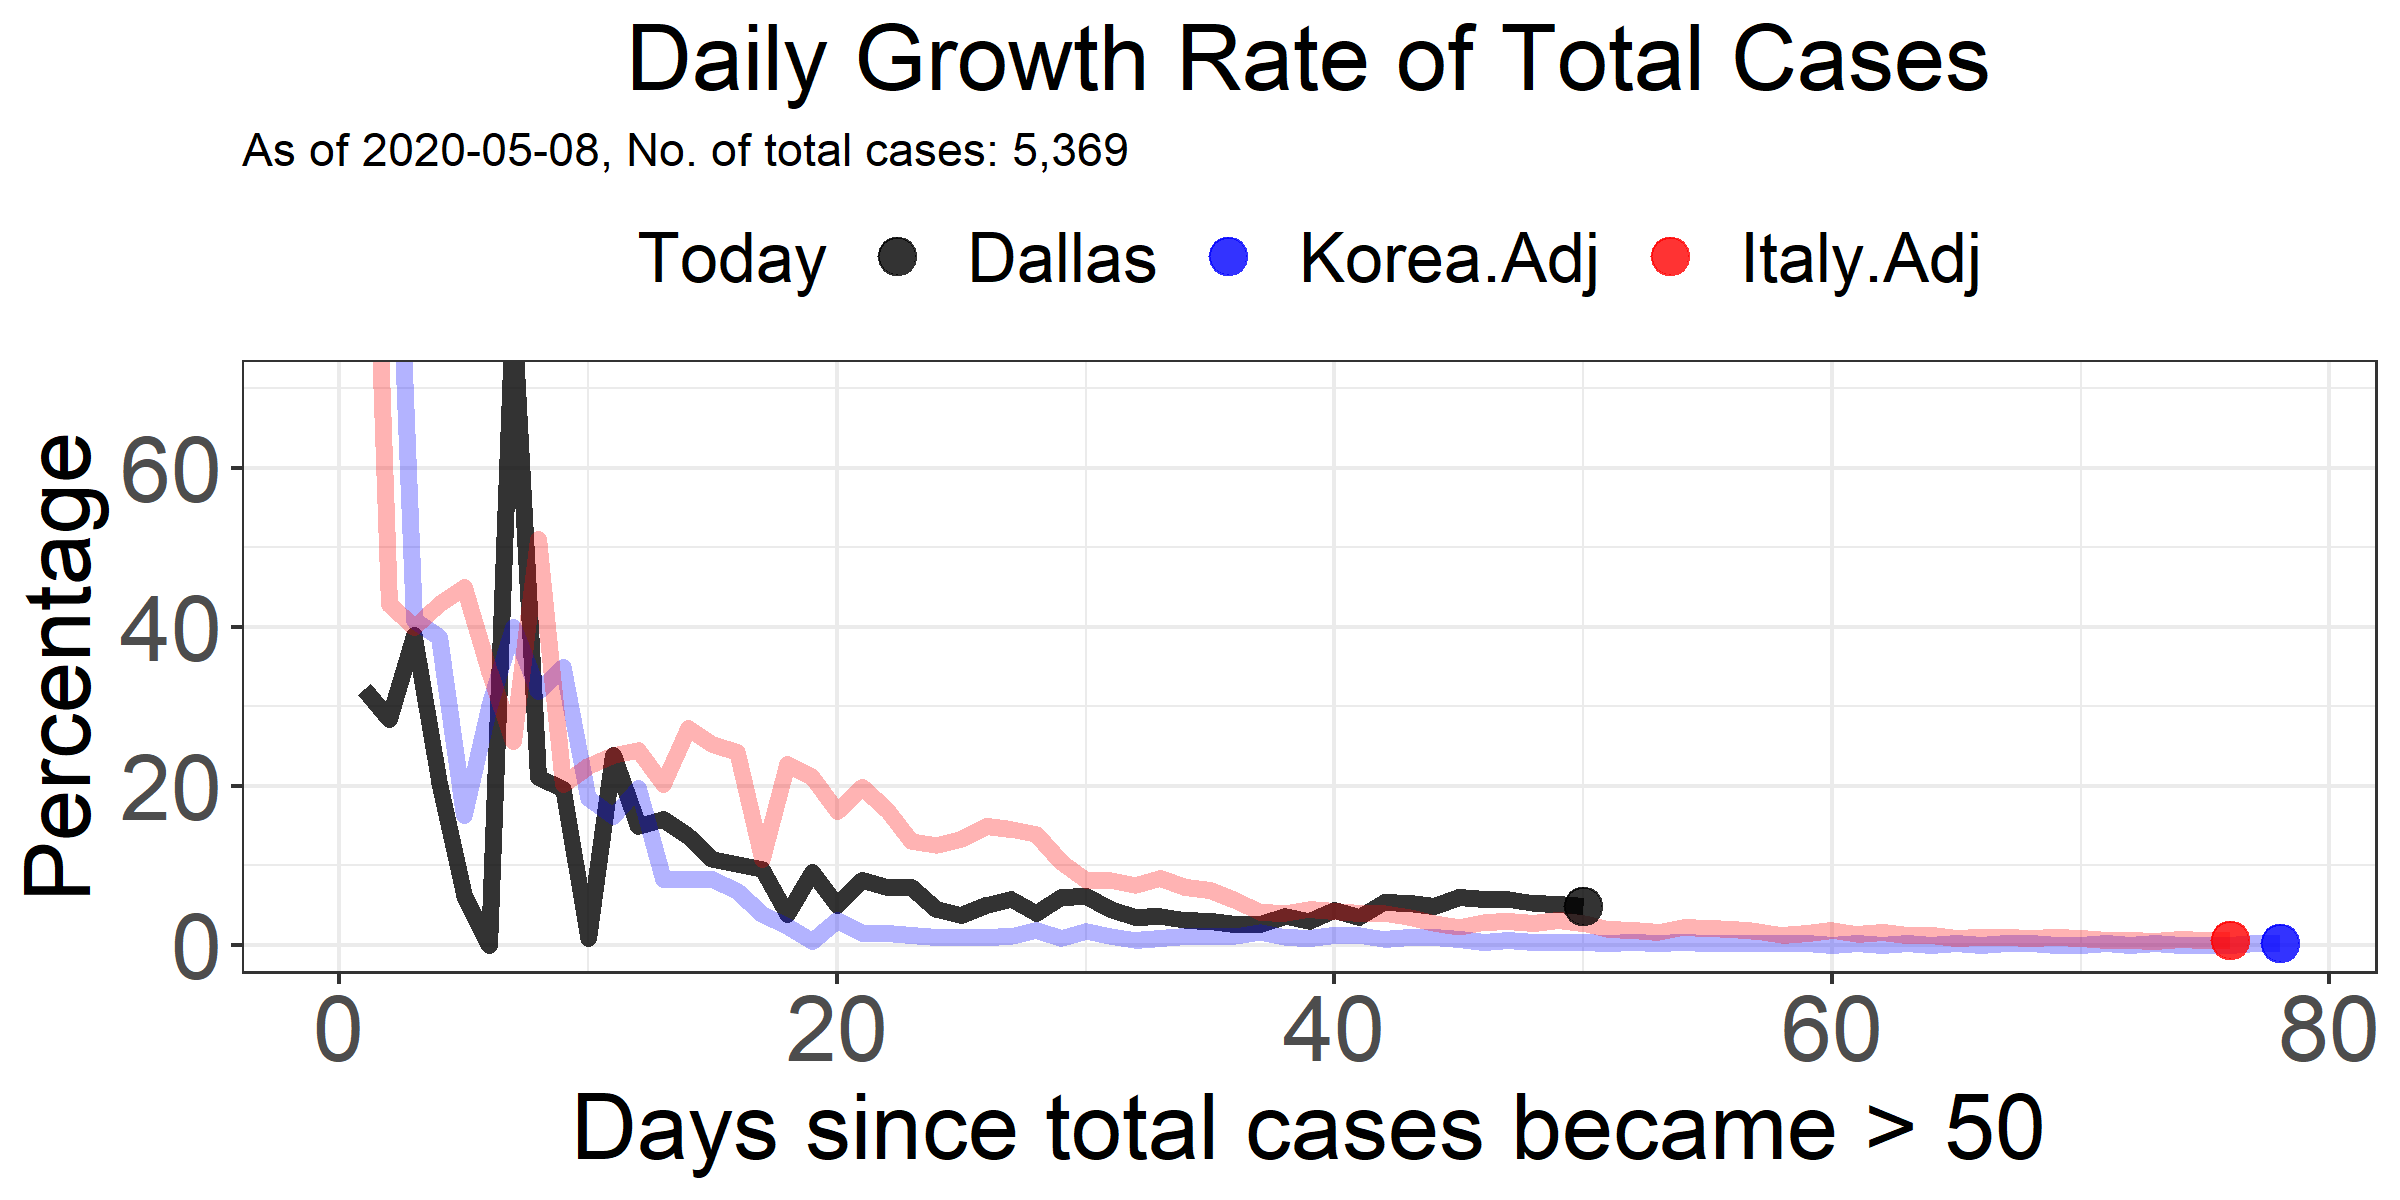 Daily Growth Rate of Total Cases
As of 2020-05-08, No. of total cases: 5,369
Today Dallas Korea.Adj Italy.Adj
Percentage
60
40
20
0
0 20 40 60 80
Days since total cases became > 50